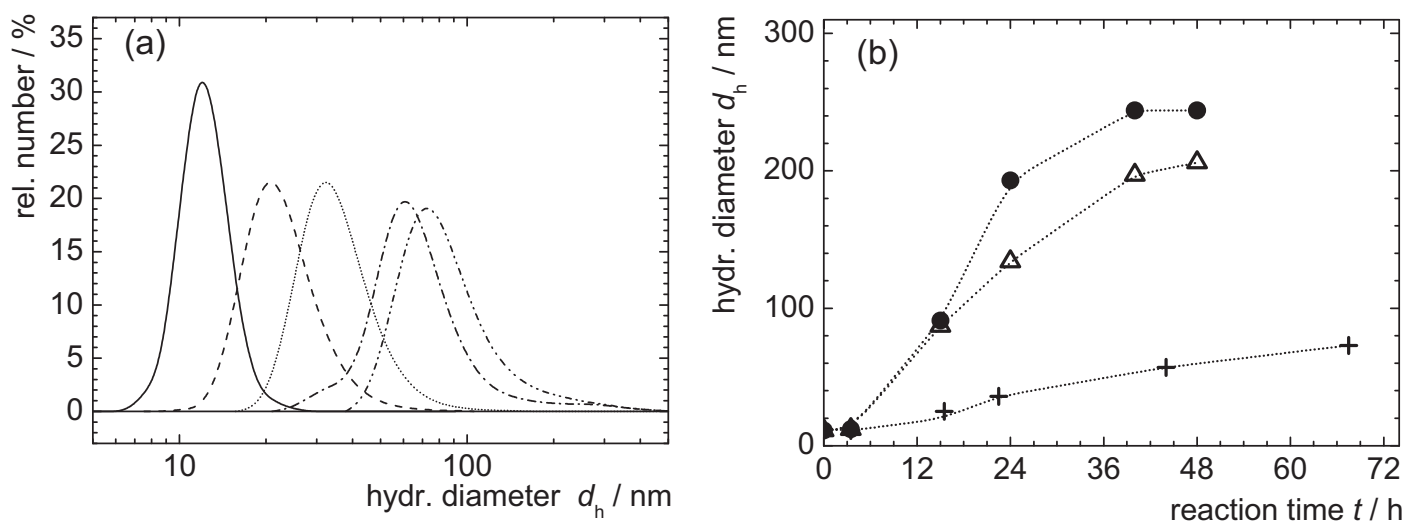 (a)
rel. number / %
35
30
25
20
15
10
5
0
10
100
hydr. diameter d_h / nm
(b)
hydr. diameter d_h / nm
300
200
100
0
0 12 24 36 48 60 72
reaction time t / h